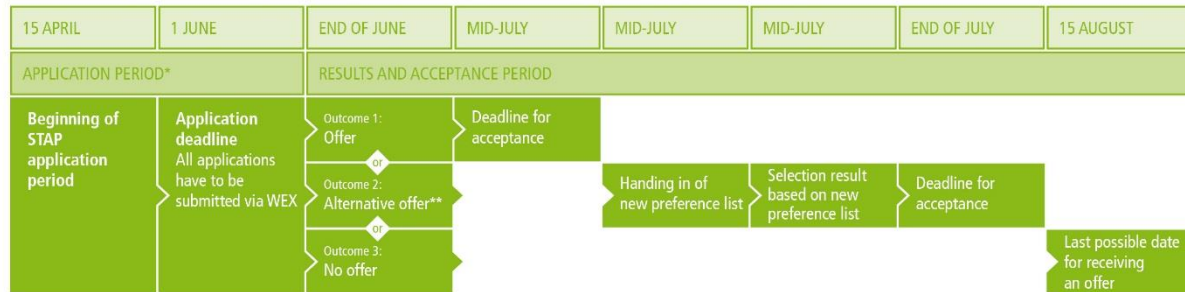 15 APRIL
1 JUNE
END OF JUNE
MID-JULY
MID-JULY
MID-JULY
END OF JULY
15 AUGUST
APPLICATION PERIOD*
RESULTS AND ACCEPTANCE PERIOD
Beginning of
STAP
application
period
Application
deadline
All applications
have to be
submitted via WEX
Outcome 1:
Offer
or
Outcome 2:
Alternative offer**
or
Outcome 3:
No offer
Deadline for
acceptance
Handing in of
new preference list
Selection result
based on new
preference list
Deadline for
acceptance
Last possible date
for receiving
an offer